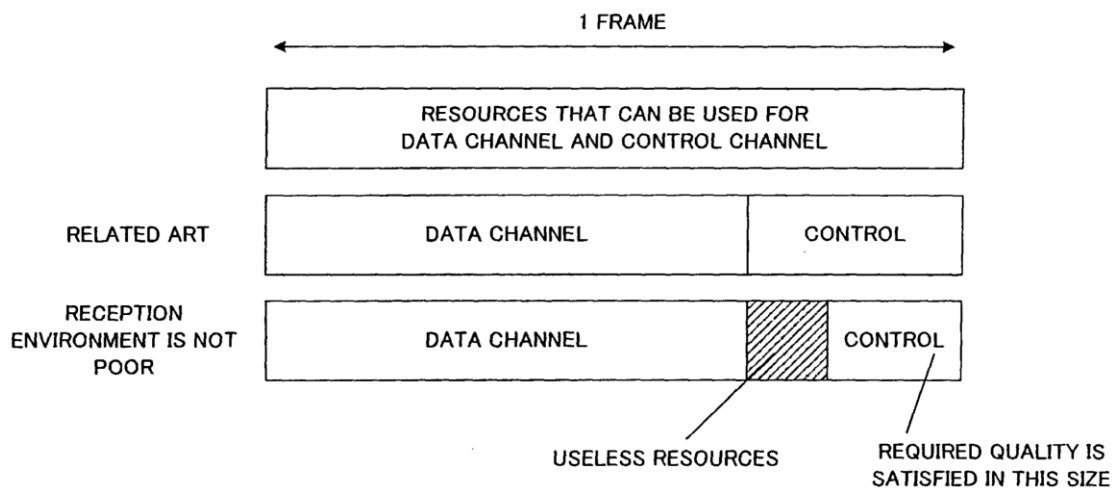 1 FRAME
RESOURCES THAT CAN BE USED FOR
DATA CHANNEL AND CONTROL CHANNEL
RELATED ART
DATA CHANNEL
CONTROL
RECEPTION
ENVIRONMENT IS NOT
POOR
DATA CHANNEL
CONTROL
USELESS RESOURCES
REQUIRED QUALITY IS
SATISFIED IN THIS SIZE